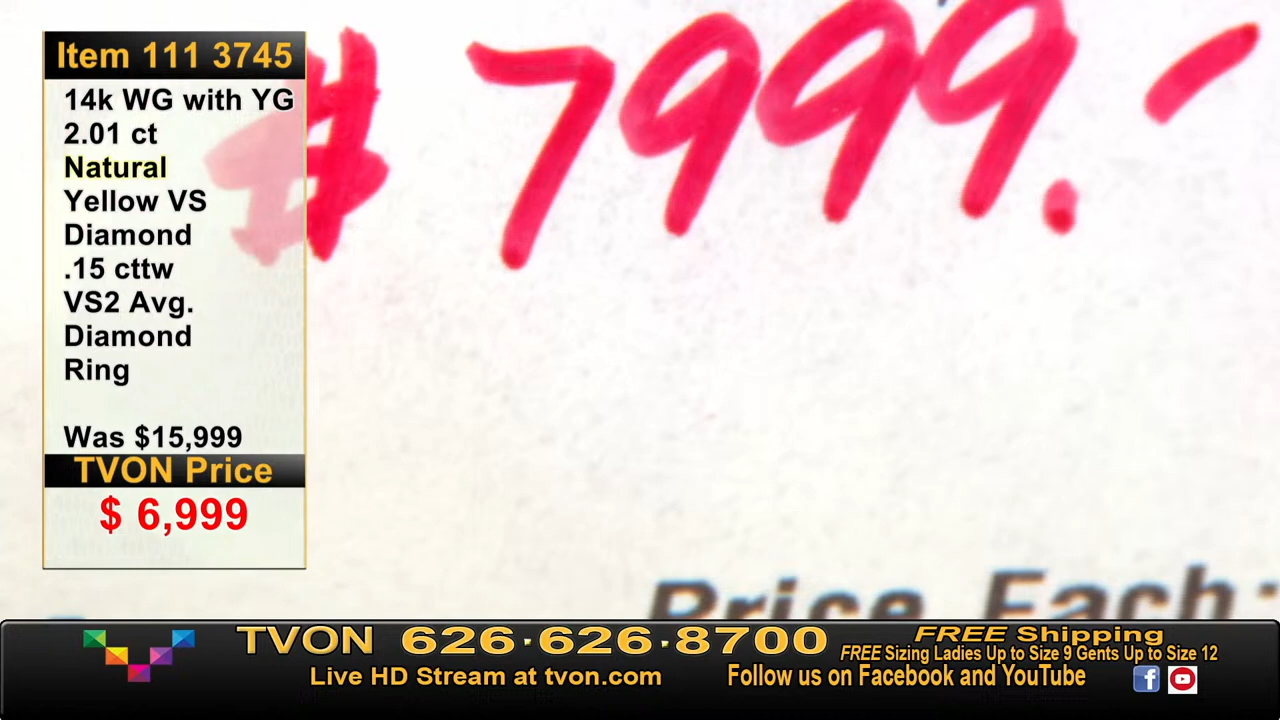 Item 111 3745
14k WG with YG
2.01 ct
Natural
Yellow VS
Diamond
.15 cttw
VS2 Avg.
Diamond
Ring
Was $15,999
TVON Price
$ 6,999
$ 7999.-
Price Each:
TVON 626·626·8700
Live HD Stream at tvon.com
FREE Shipping
FREE Sizing Ladies Up to Size 9 Gents Up to Size 12
Follow us on Facebook and YouTube